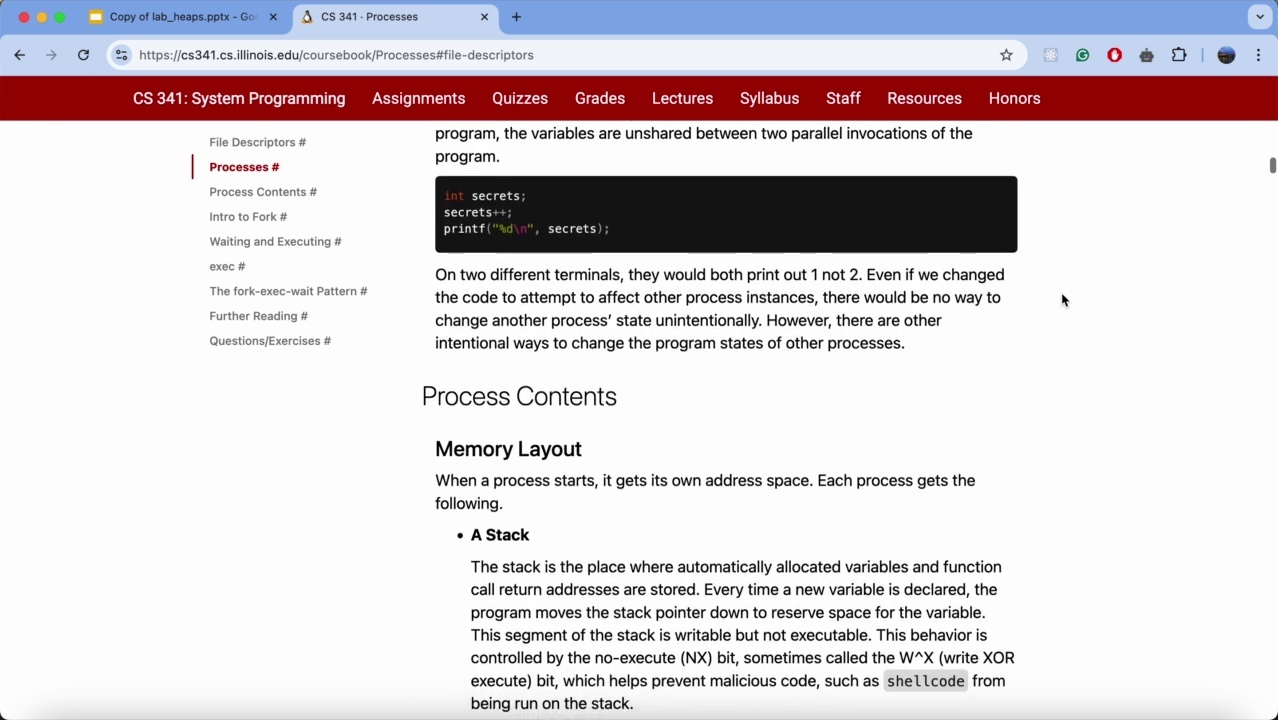 Copy of lab_heaps.pptx - Goo
CS 341 · Processes
https://cs341.cs.illinois.edu/coursebook/Processes#file-descriptors
CS 341: System Programming Assignments Quizzes Grades Lectures Syllabus Staff Resources Honors
File Descriptors #
Processes #
Process Contents #
Intro to Fork #
Waiting and Executing #
exec #
The fork-exec-wait Pattern #
Further Reading #
Questions/Exercises #
program, the variables are unshared between two parallel invocations of the
program.
int secrets;
secrets++;
printf("%d\n", secrets);
On two different terminals, they would both print out 1 not 2. Even if we changed
the code to attempt to affect other process instances, there would be no way to
change another process’ state unintentionally. However, there are other
intentional ways to change the program states of other processes.
Process Contents
Memory Layout
When a process starts, it gets its own address space. Each process gets the
following.
• A Stack
The stack is the place where automatically allocated variables and function
call return addresses are stored. Every time a new variable is declared, the
program moves the stack pointer down to reserve space for the variable.
This segment of the stack is writable but not executable. This behavior is
controlled by the no-execute (NX) bit, sometimes called the W^X (write XOR
execute) bit, which helps prevent malicious code, such as shellcode from
being run on the stack.